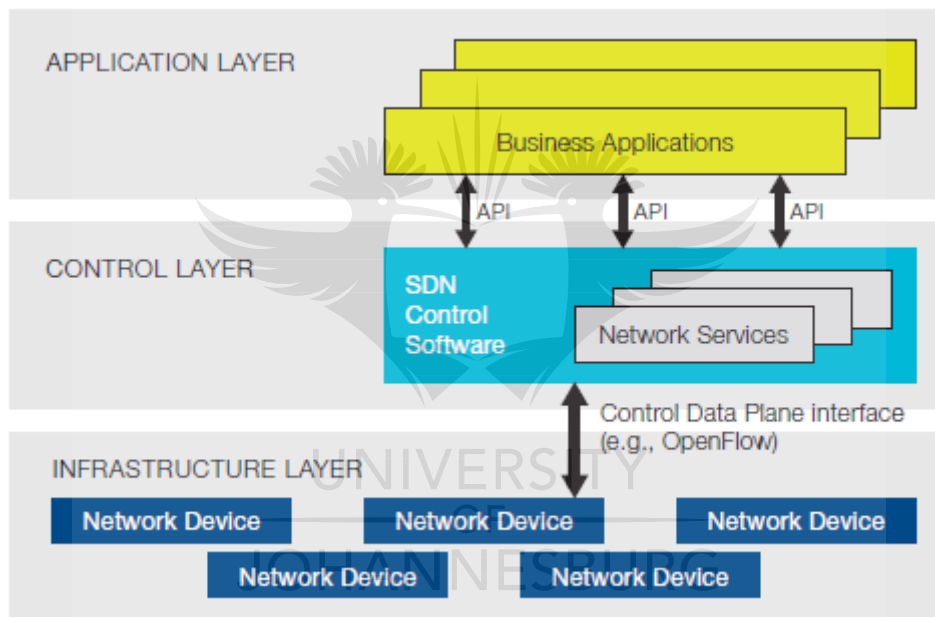 APPLICATION LAYER
Business Applications
API
API
API
CONTROL LAYER
SDN
Control
Software
Network Services
Control Data Plane interface
(e.g., OpenFlow)
INFRASTRUCTURE LAYER
UNIVERSITY
OF
JOHANNESBURG
Network Device
Network Device
Network Device
Network Device
Network Device